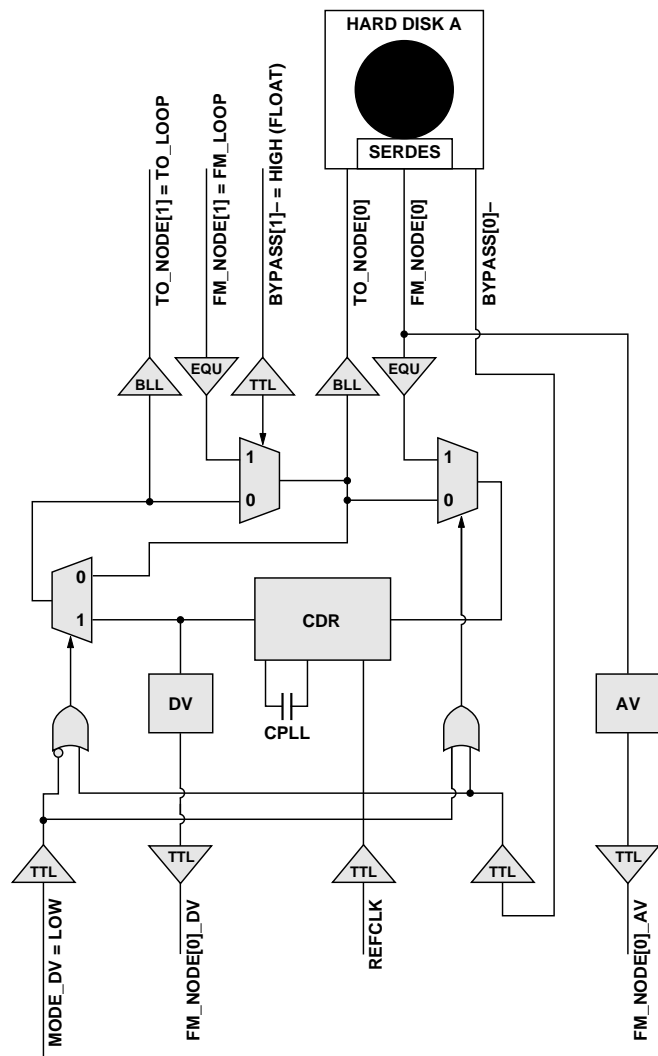 HARD DISK A
SERDES
TO_NODE[1] = TO_LOOP
FM_NODE[1] = FM_LOOP
BYPASS[1]– = HIGH (FLOAT)
TO_NODE[0]
FM_NODE[0]
BYPASS[0]–
BLL
EQU
TTL
BLL
EQU
1
0
1
0
0
1
CDR
DV
CPLL
AV
TTL
TTL
TTL
TTL
TTL
MODE_DV = LOW
FM_NODE[0]_DV
REFCLK
FM_NODE[0]_AV